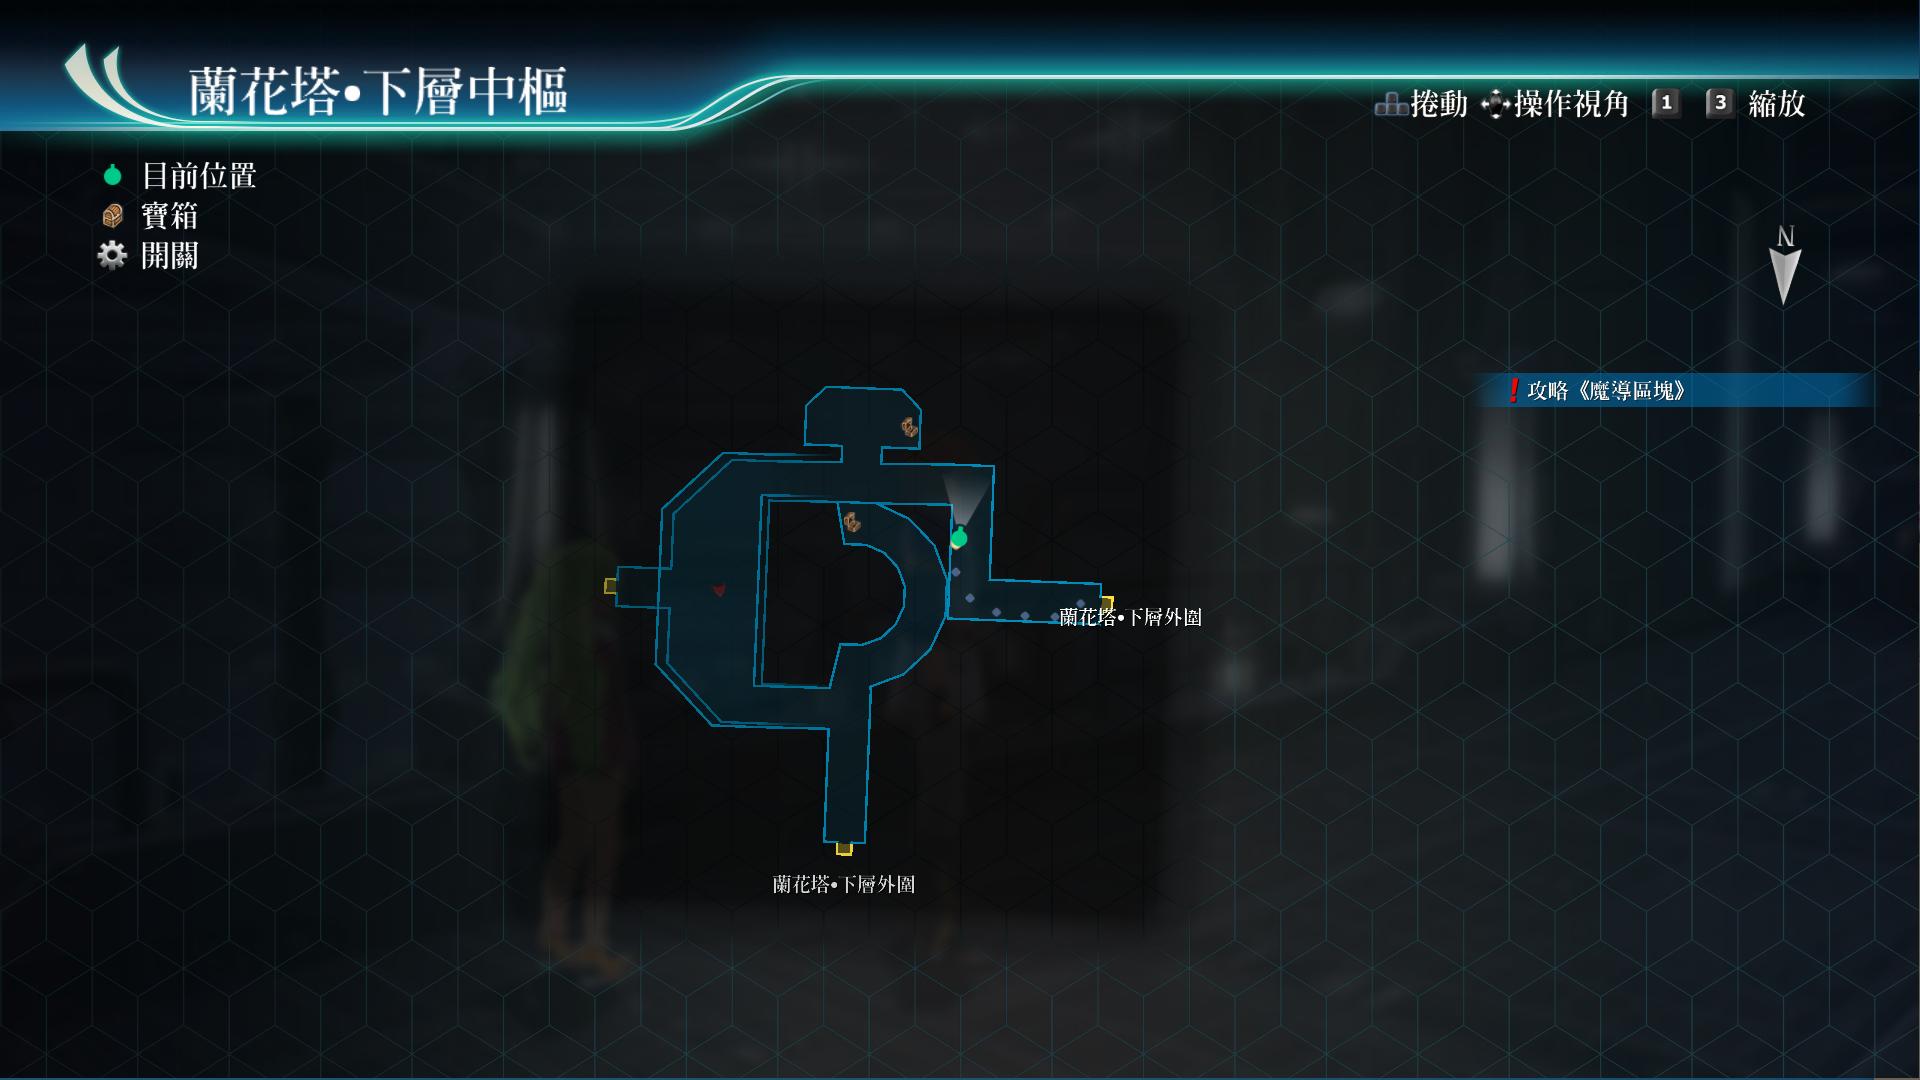 蘭花塔•下層中樞
捲動 操作視角 1 3 縮放
目前位置
寶箱
開關
N
攻略《魔導區塊》
蘭花塔•下層外圍
蘭花塔•下層外圍